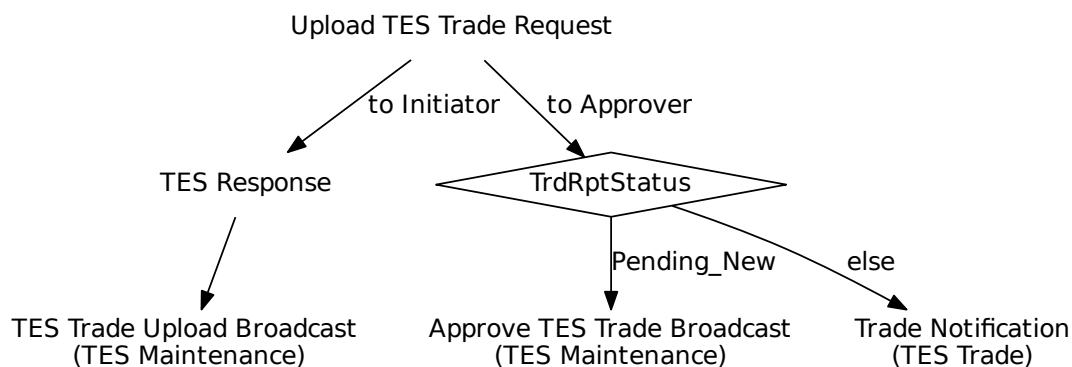 Upload TES Trade Request
to Initiator
to Approver
TES Response
TrdRptStatus
Pending_New
else
TES Trade Upload Broadcast
(TES Maintenance)
Approve TES Trade Broadcast
(TES Maintenance)
Trade Notification
(TES Trade)